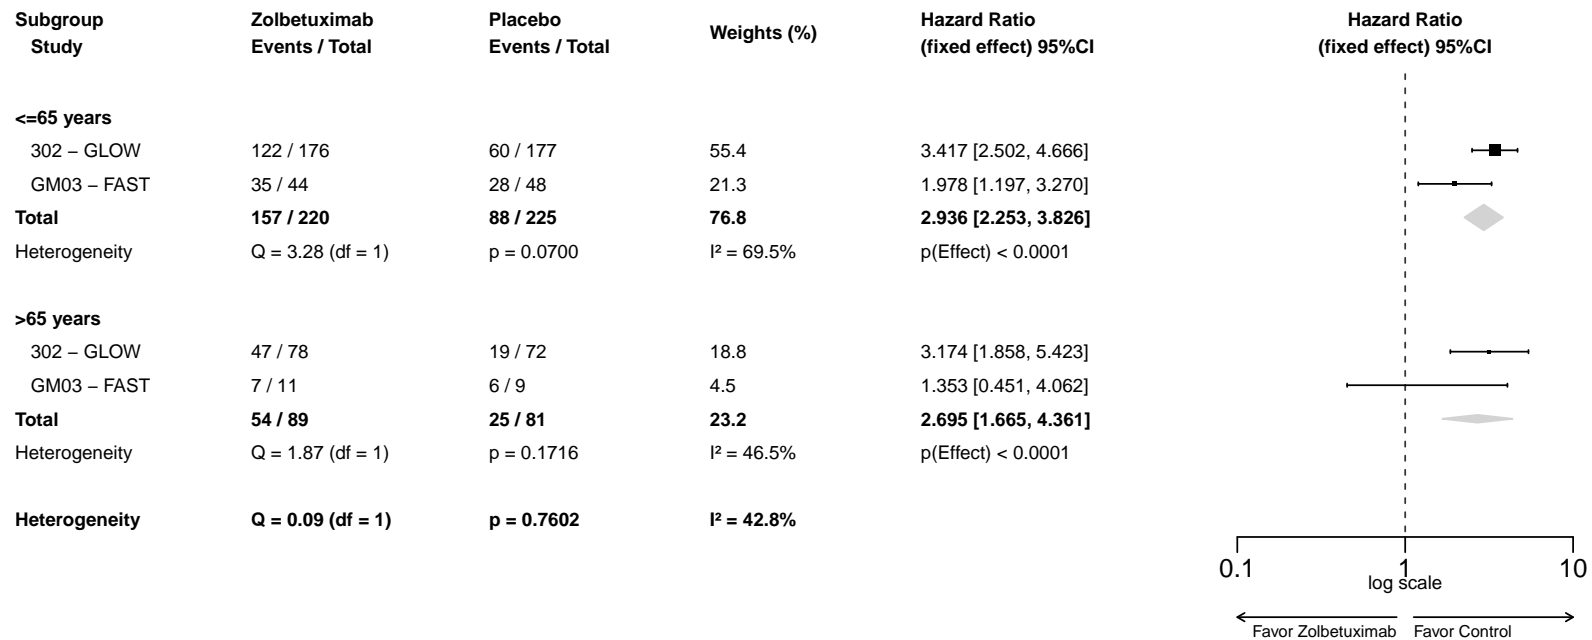 Subgroup Zolbetuximab Placebo Weights (%) Hazard Ratio Hazard Ratio
Study Events / Total Events / Total (fixed effect) 95%CI (fixed effect) 95%CI
<=65 years
302 – GLOW 122 / 176 60 / 177 55.4 3.417 [2.502, 4.666]
GM03 – FAST 35 / 44 28 / 48 21.3 1.978 [1.197, 3.270]
Total 157 / 220 88 / 225 76.8 2.936 [2.253, 3.826]
Heterogeneity Q = 3.28 (df = 1) p = 0.0700 I² = 69.5% p(Effect) < 0.0001
>65 years
302 – GLOW 47 / 78 19 / 72 18.8 3.174 [1.858, 5.423]
GM03 – FAST 7 / 11 6 / 9 4.5 1.353 [0.451, 4.062]
Total 54 / 89 25 / 81 23.2 2.695 [1.665, 4.361]
Heterogeneity Q = 1.87 (df = 1) p = 0.1716 I² = 46.5% p(Effect) < 0.0001
Heterogeneity Q = 0.09 (df = 1) p = 0.7602 I² = 42.8%
0.1 1 10
log scale
Favor Zolbetuximab Favor Control